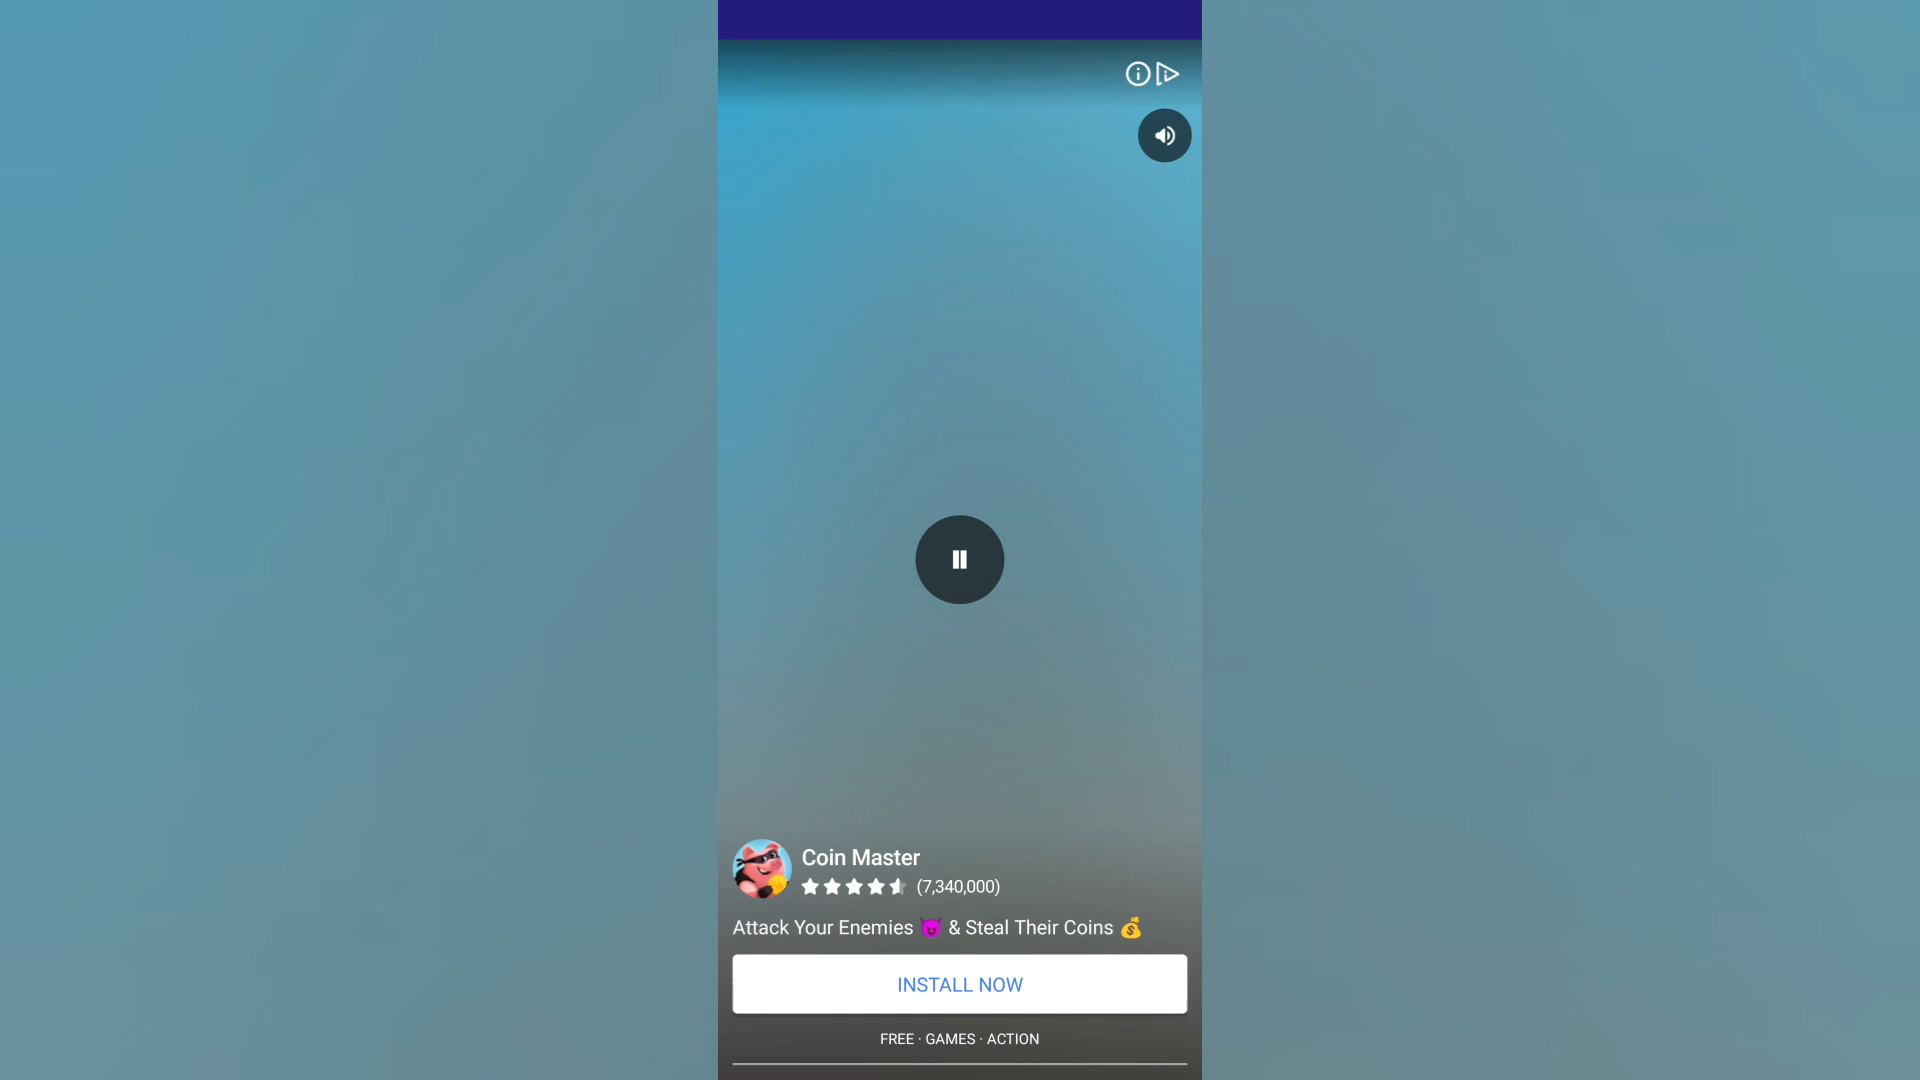 Coin Master
(7,340,000)
Attack Your Enemies 😈 & Steal Their Coins 💰
INSTALL NOW
FREE · GAMES · ACTION